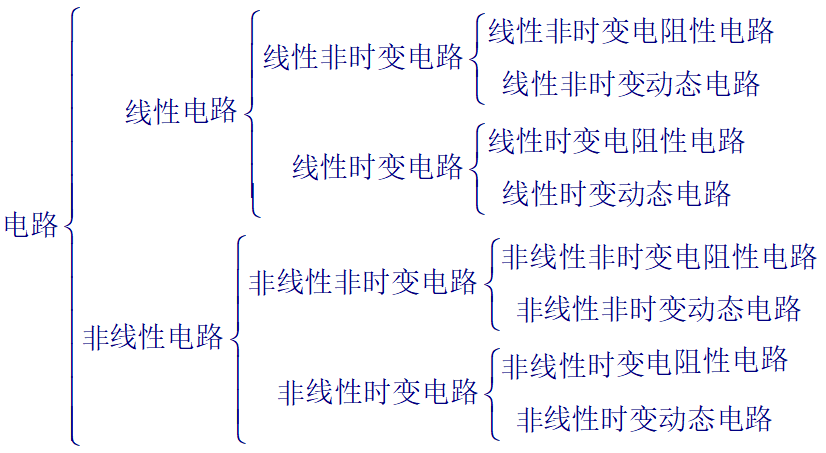 线性非时变电阻性电路
线性非时变电路
线性非时变动态电路
线性电路
线性时变电阻性电路
线性时变电路
线性时变动态电路
电路
非线性非时变电阻性电路
非线性非时变电路
非线性非时变动态电路
非线性电路
非线性时变电阻性电路
非线性时变电路
非线性时变动态电路